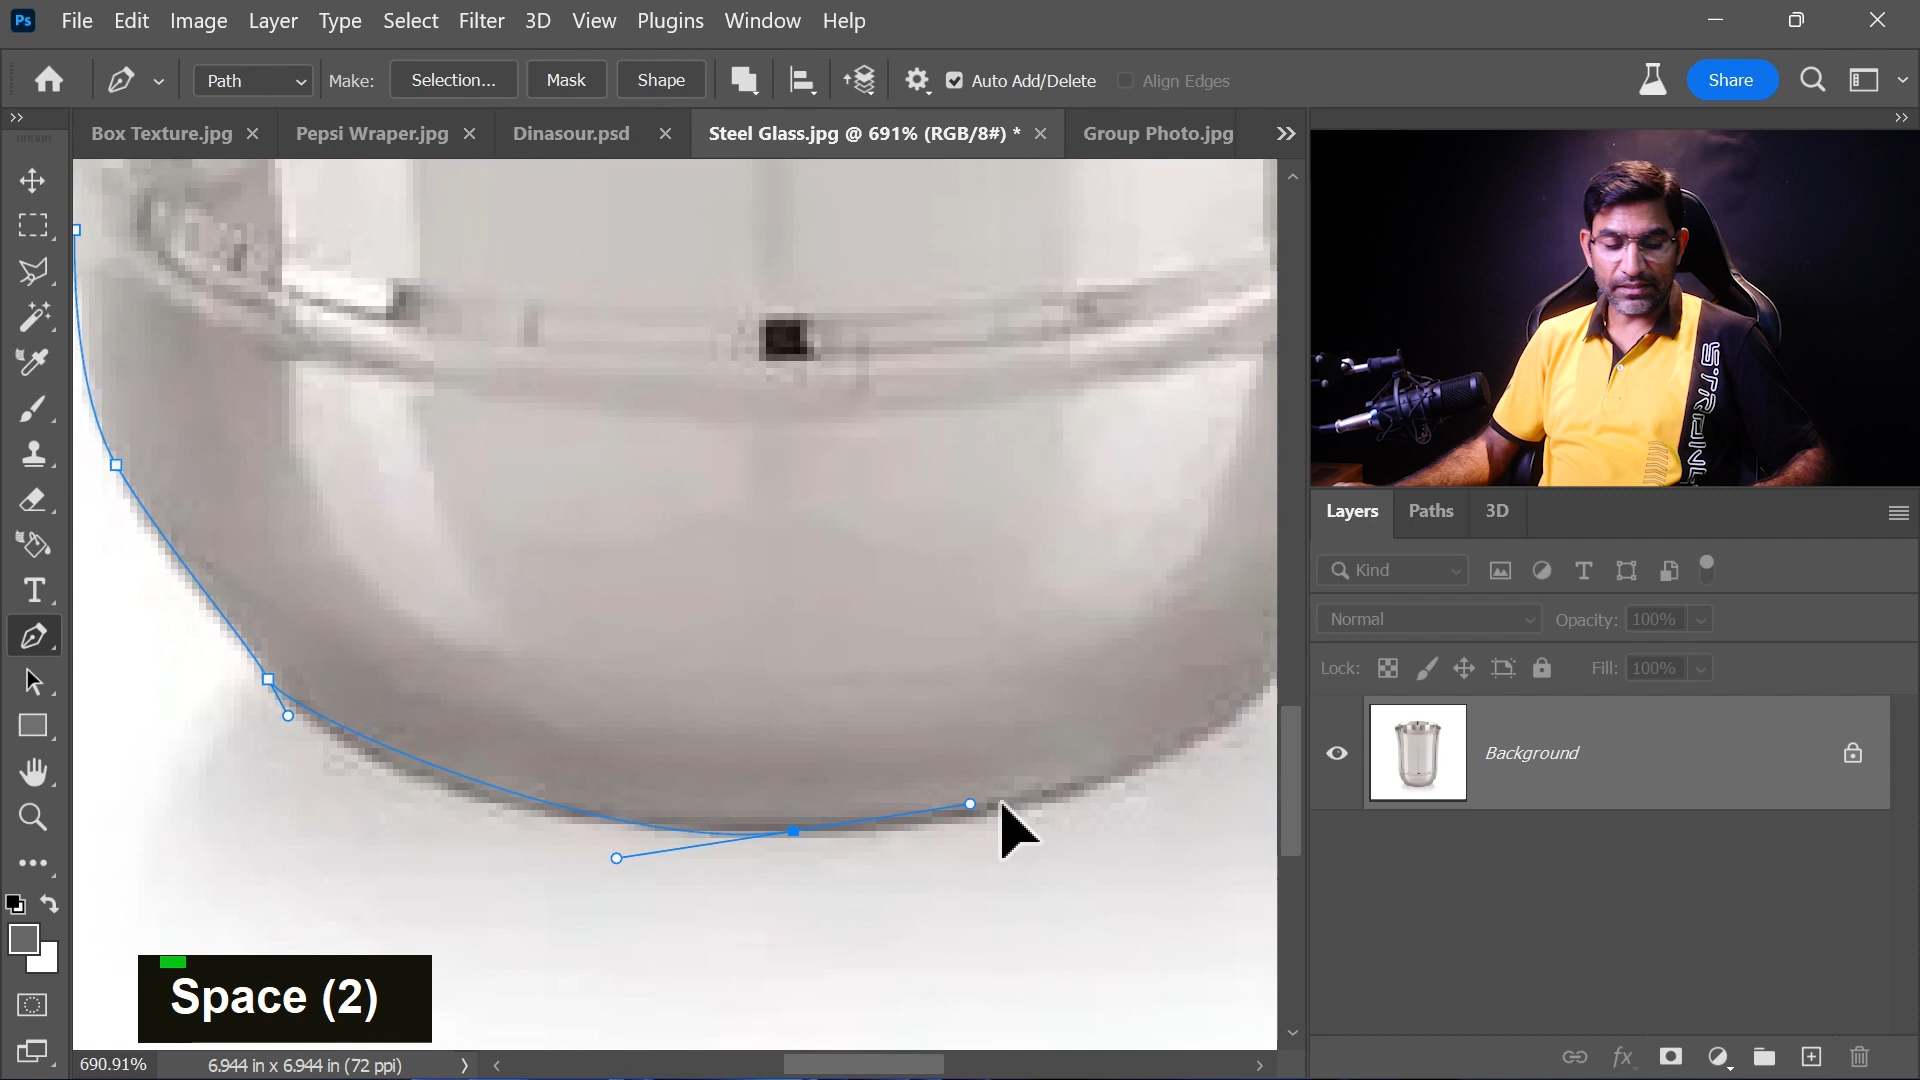 Ps File Edit Image Layer Type Select Filter 3D View Plugins Window Help
Path Make: Selection... Mask Shape Auto Add/Delete Align Edges Share
Box Texture.jpg Pepsi Wraper.jpg Dinasour.psd Steel Glass.jpg @ 691% (RGB/8#) * Group Photo.jpg
Layers Paths 3D
Kind
Normal Opacity: 100%
Lock: Fill: 100%
Background
Space (2)
690.91% 6.944 in x 6.944 in (72 ppi)